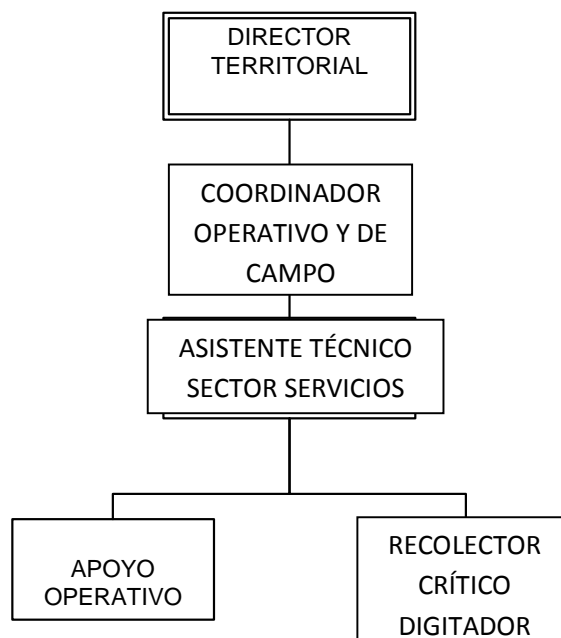 DIRECTOR
TERRITORIAL
COORDINADOR
OPERATIVO Y DE
CAMPO
ASISTENTE TÉCNICO
SECTOR SERVICIOS
APOYO
OPERATIVO
RECOLECTOR
CRÍTICO
DIGITADOR